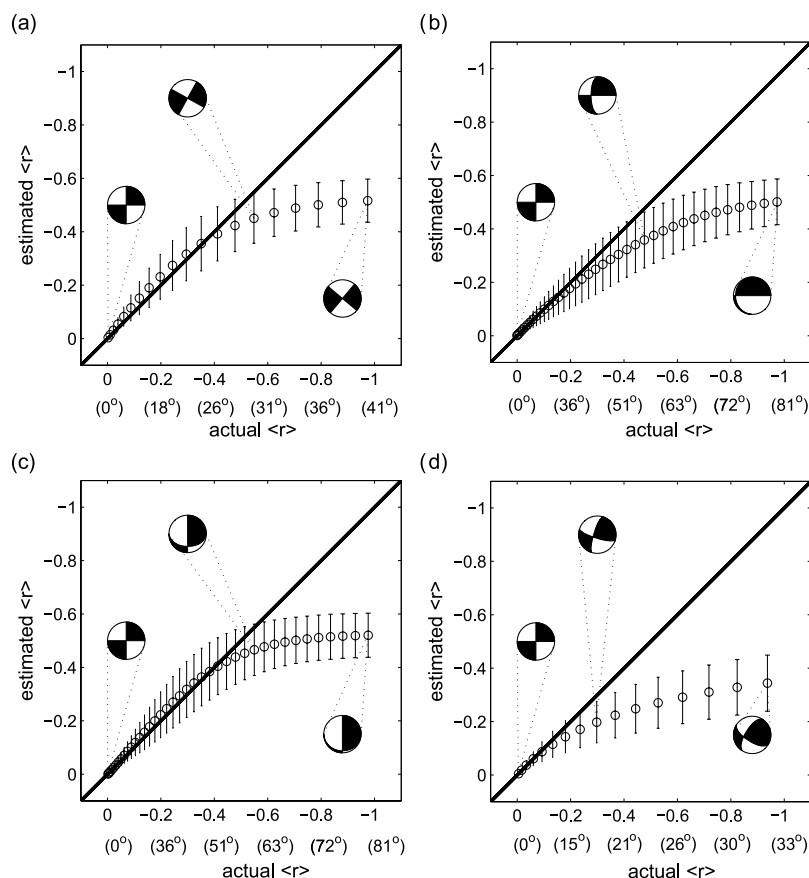 (a)
estimated <r>
−1
−0.8
−0.6
−0.4
−0.2
0
0 −0.2 −0.4 −0.6 −0.8 −1
(0°) (18°) (26°) (31°) (36°) (41°)
actual <r>
(b)
estimated <r>
−1
−0.8
−0.6
−0.4
−0.2
0
0 −0.2 −0.4 −0.6 −0.8 −1
(0°) (36°) (51°) (63°) (72°) (81°)
actual <r>
(c)
estimated <r>
−1
−0.8
−0.6
−0.4
−0.2
0
0 −0.2 −0.4 −0.6 −0.8 −1
(0°) (36°) (51°) (63°) (72°) (81°)
actual <r>
(d)
estimated <r>
−1
−0.8
−0.6
−0.4
−0.2
0
0 −0.2 −0.4 −0.6 −0.8 −1
(0°) (15°) (21°) (26°) (30°) (33°)
actual <r>